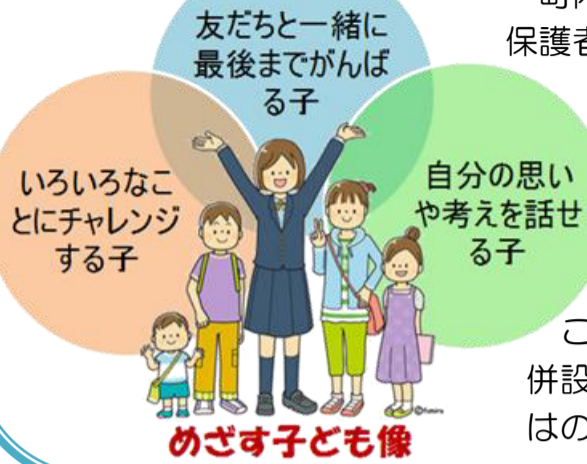 友だちと一緒に
最後までがんば
る子
保護者
いろいろなこ
とにチャレンジ
する子
自分の思い
や考えを話せ
る子
こ
併設
はの
めざす子ども像